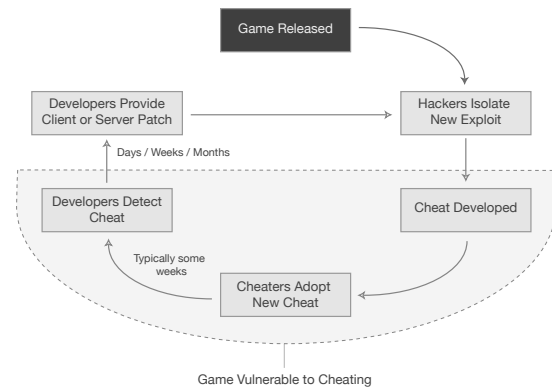 Game Released
Developers Provide
Client or Server Patch
Hackers Isolate
New Exploit
Days / Weeks / Months
Developers Detect
Cheat
Cheat Developed
Typically some
weeks
Cheaters Adopt
New Cheat
Game Vulnerable to Cheating